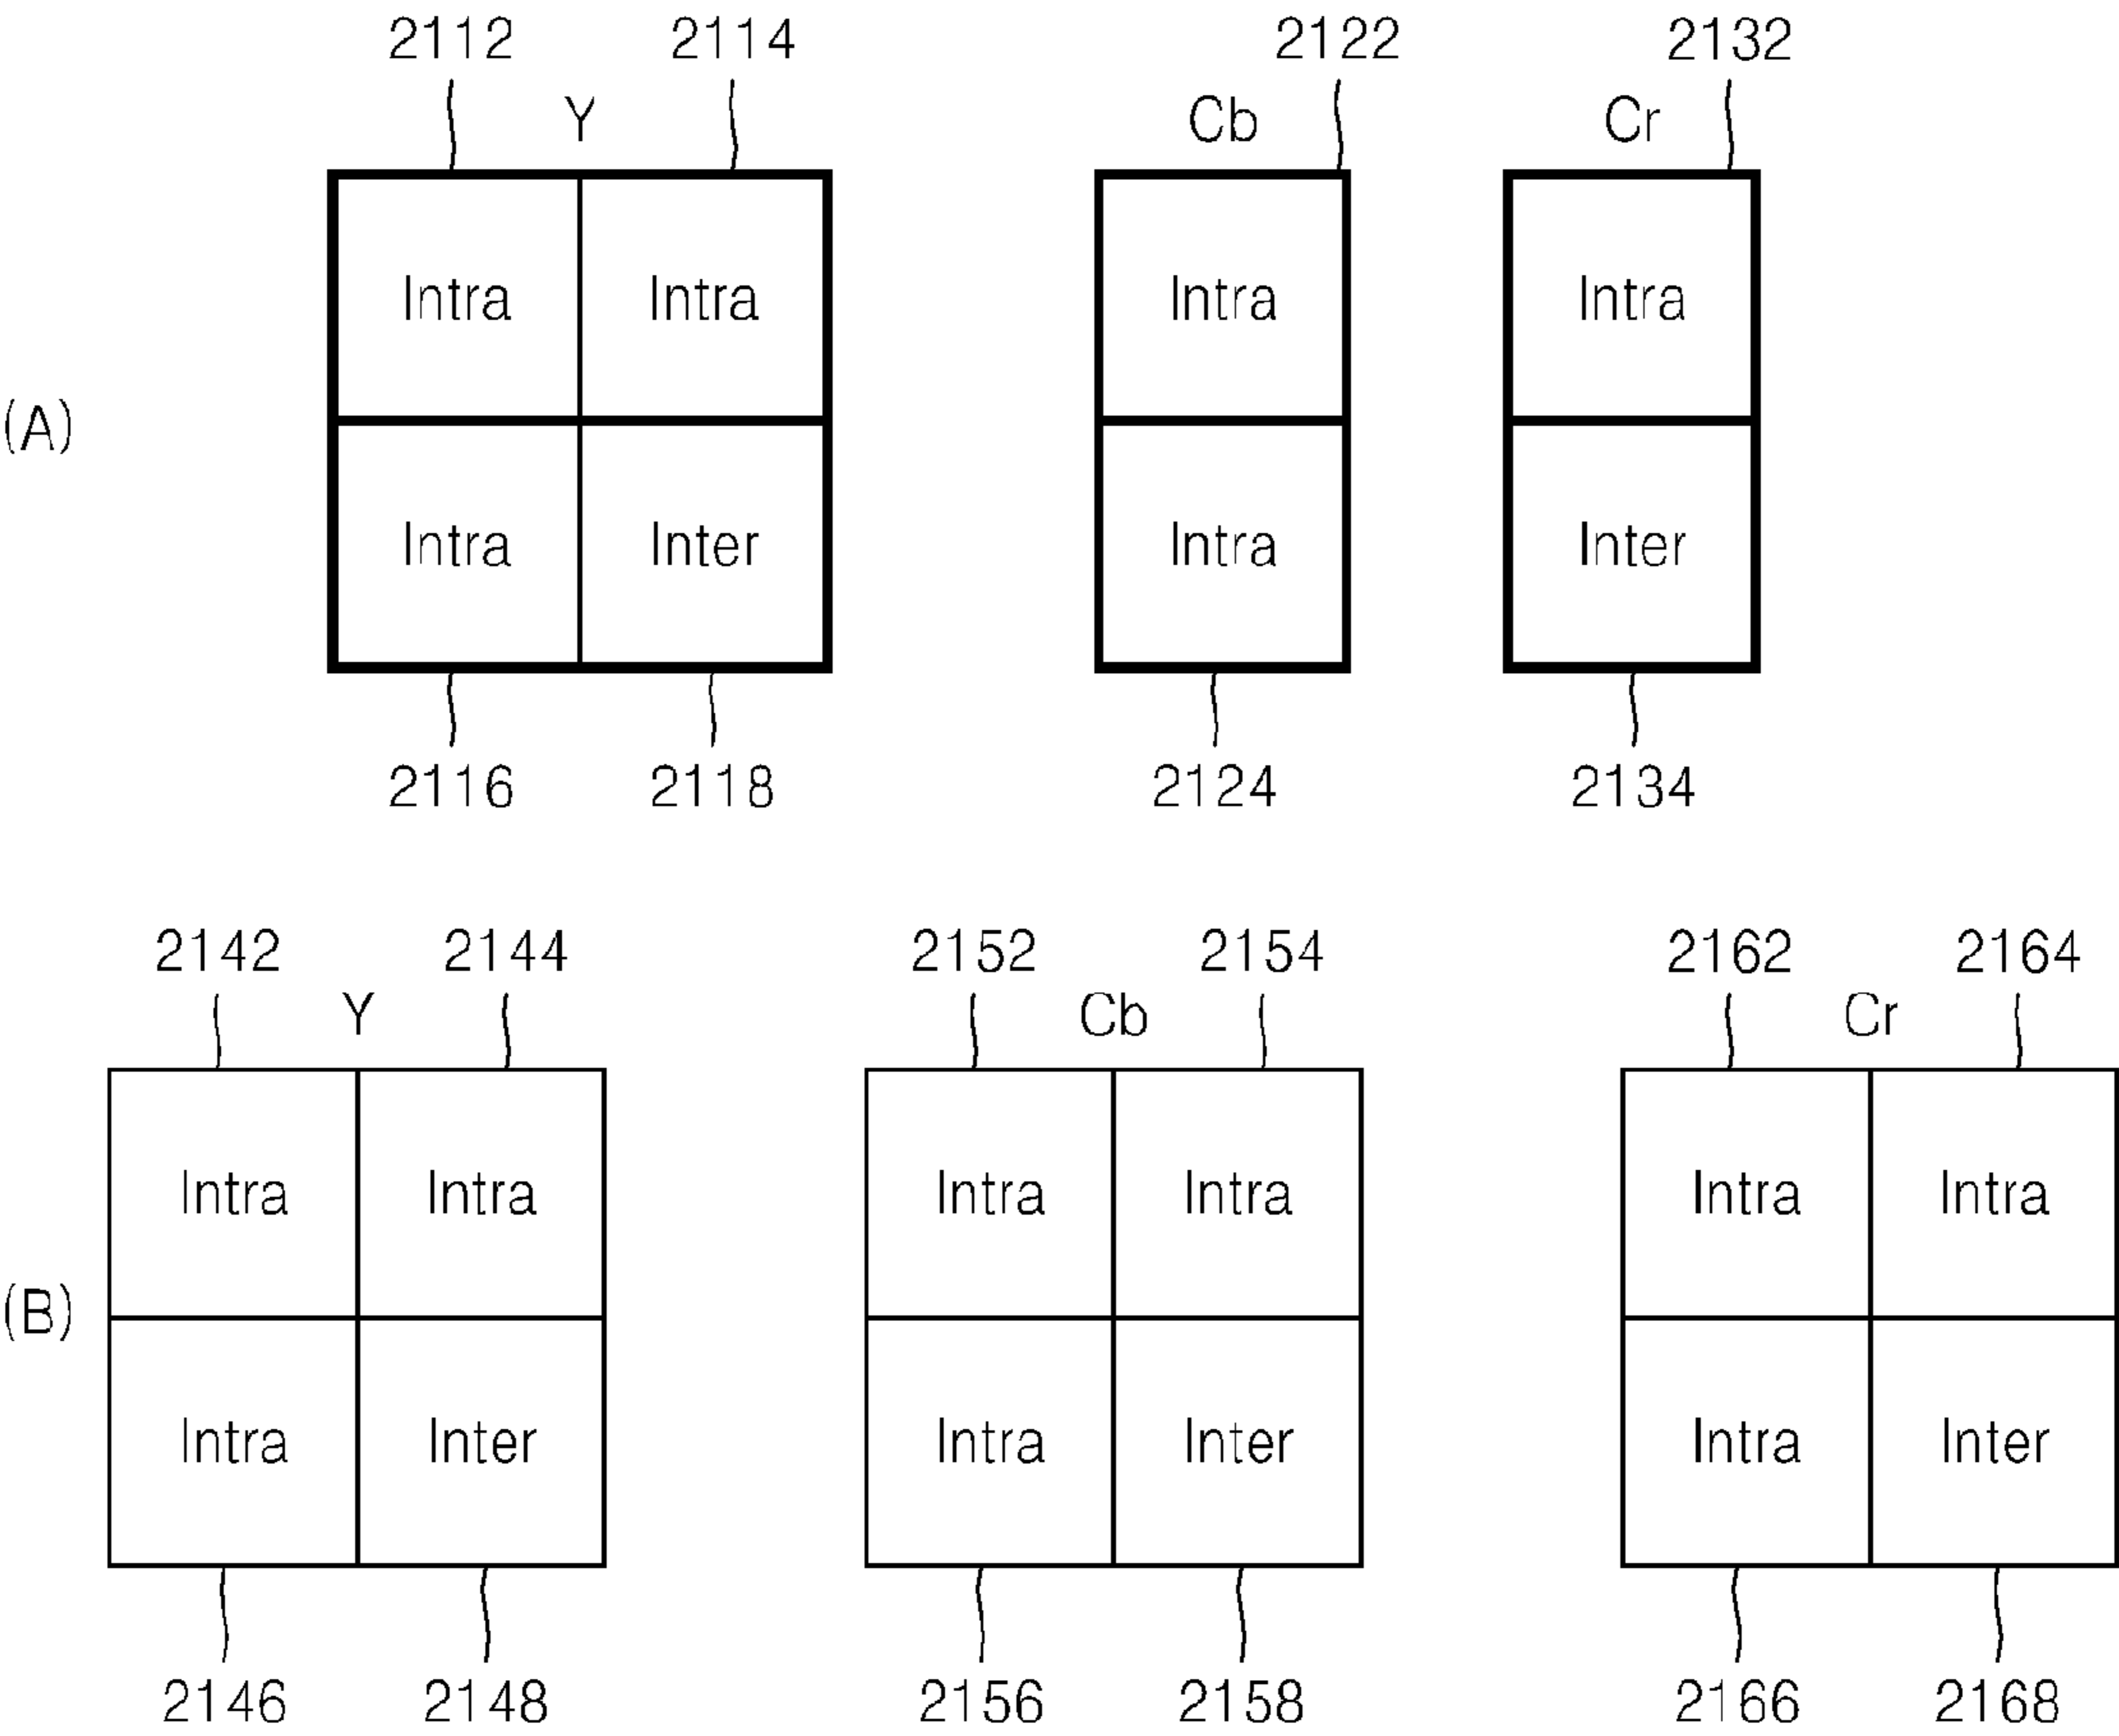 2112 2114 2122 2132
Y Cb Cr
Intra Intra Intra Intra
(A)
Intra Inter Intra Inter
2116 2118 2124 2134
2142 2144 2152 2154 2162 2164
Y Cb Cr
Intra Intra Intra Intra Intra Intra
(B)
Intra Inter Intra Inter Intra Inter
2146 2148 2156 2158 2166 2168